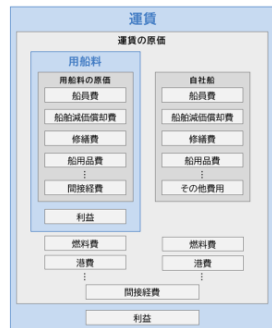 運賃
運賃の原価
用船料
用船料の原価
船員費
船舶減価償却費
修繕費
船用品費
⋮
間接経費
利益
燃料費
港費
⋮
自社船
船員費
船舶減価償却費
修繕費
船用品費
⋮
その他費用
燃料費
港費
⋮
間接経費
利益